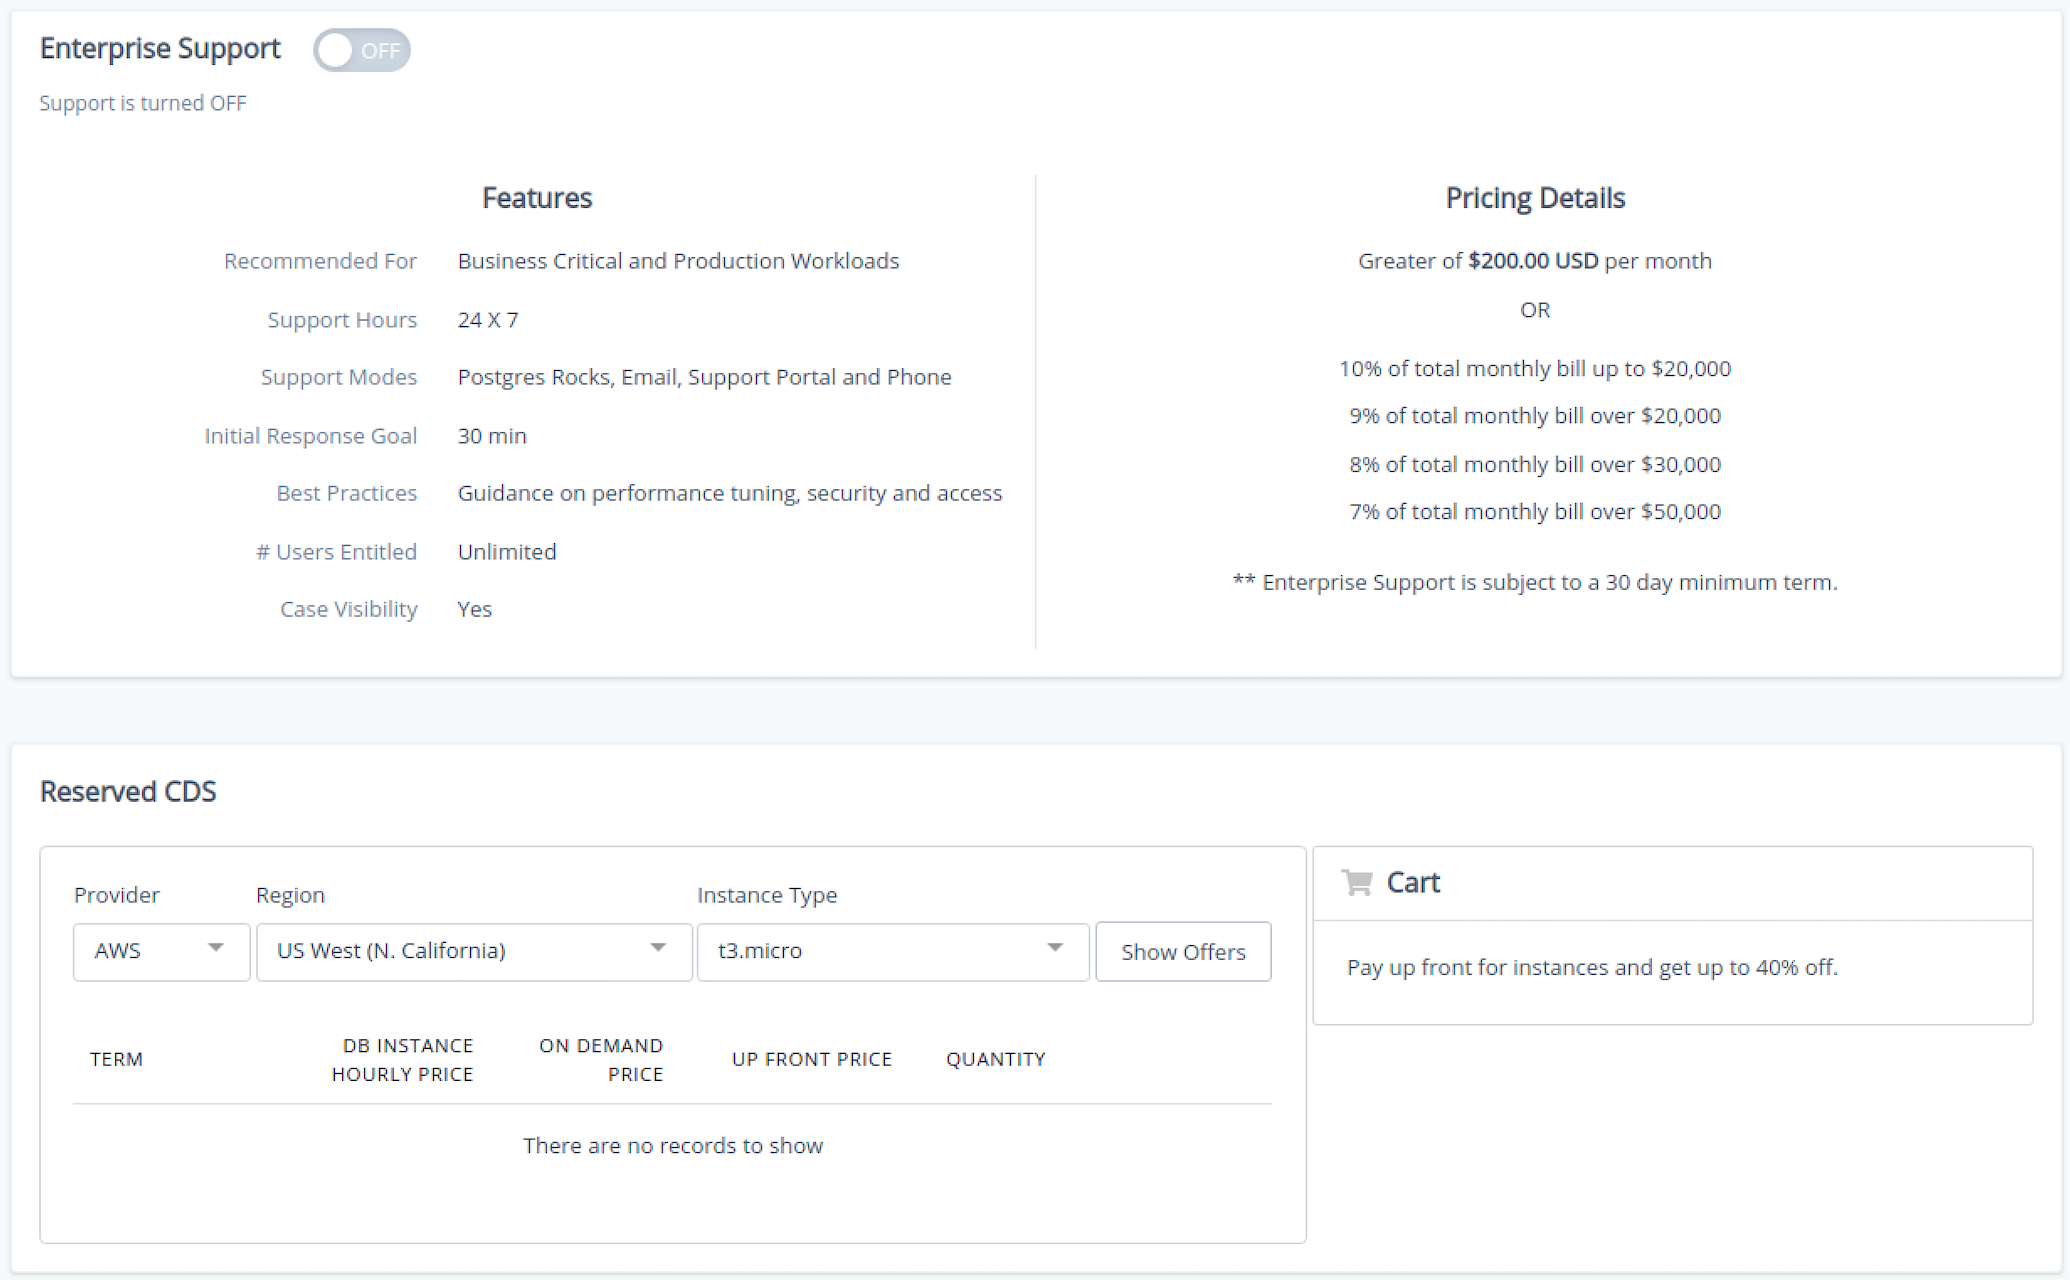 Enterprise Support OFF
Support is turned OFF
Features
Recommended For Business Critical and Production Workloads
Support Hours 24 X 7
Support Modes Postgres Rocks, Email, Support Portal and Phone
Initial Response Goal 30 min
Best Practices Guidance on performance tuning, security and access
# Users Entitled Unlimited
Case Visibility Yes
Pricing Details
Greater of $200.00 USD per month
OR
10% of total monthly bill up to $20,000
9% of total monthly bill over $20,000
8% of total monthly bill over $30,000
7% of total monthly bill over $50,000
** Enterprise Support is subject to a 30 day minimum term.
Reserved CDS
Provider Region Instance Type
AWS US West (N. California) t3.micro Show Offers
TERM DB INSTANCE HOURLY PRICE ON DEMAND PRICE UP FRONT PRICE QUANTITY
There are no records to show
Cart
Pay up front for instances and get up to 40% off.